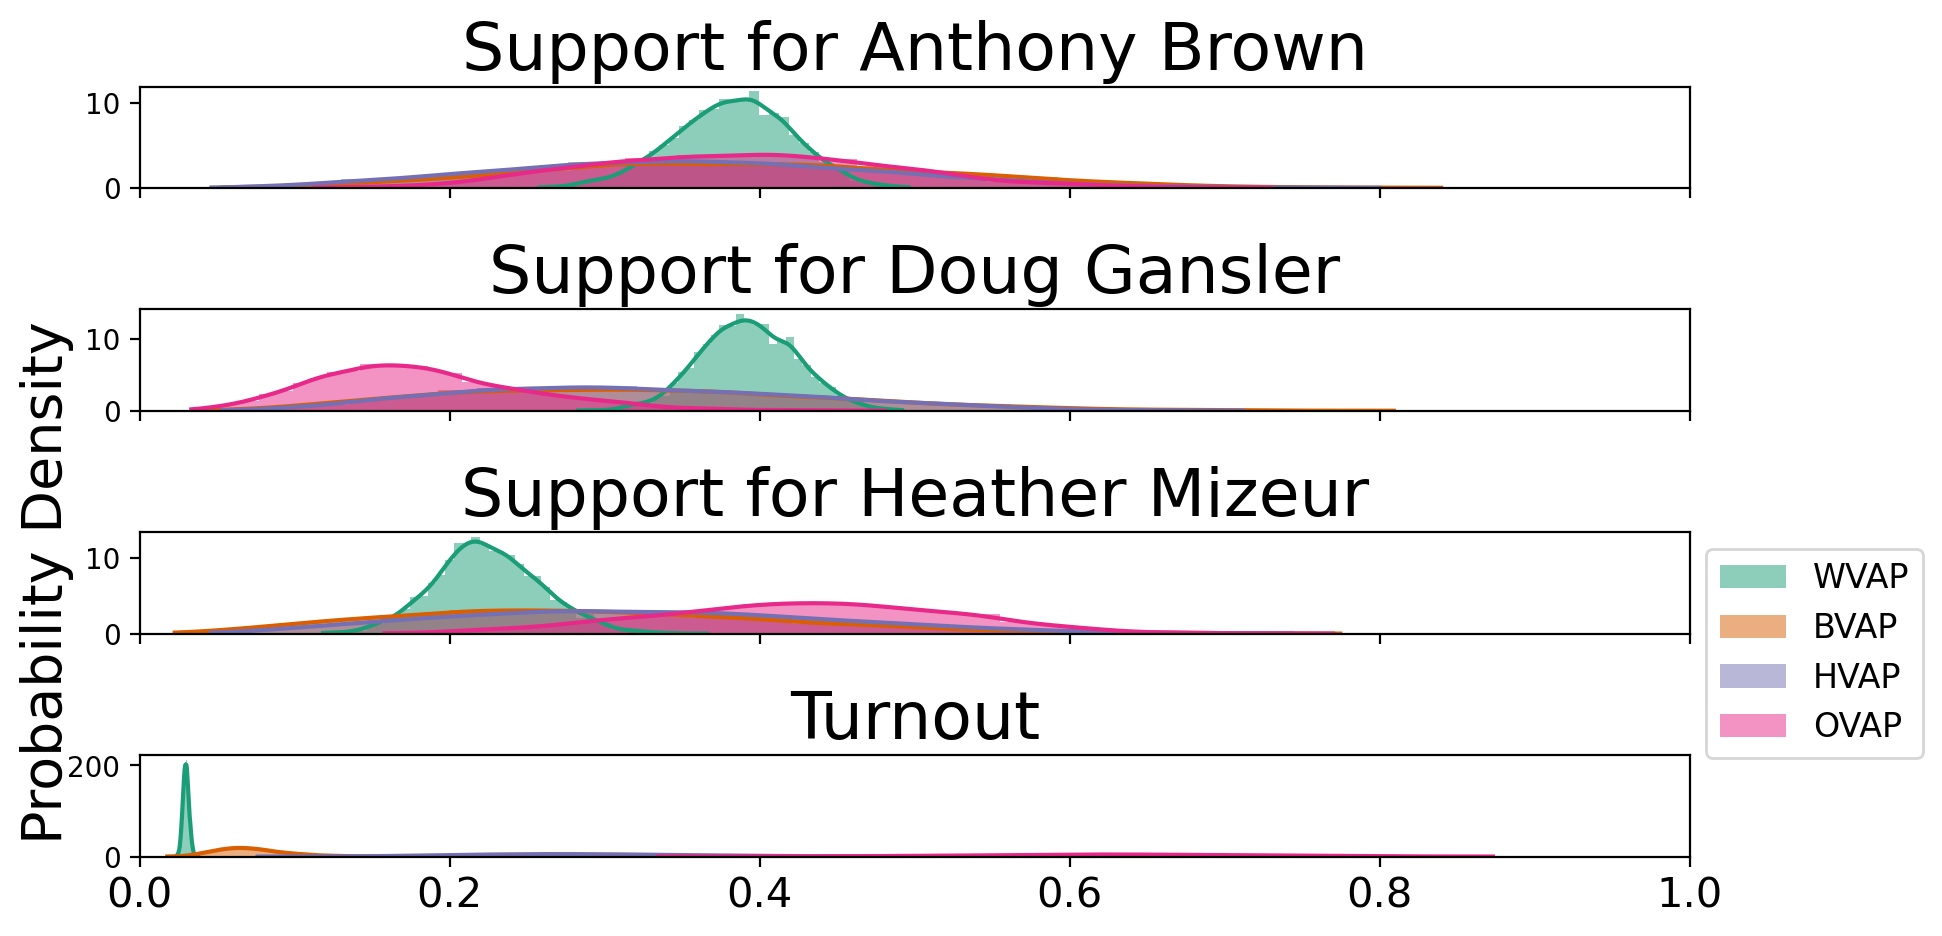 Support for Anthony Brown
10
0
Support for Doug Gansler
10
0
Support for Heather Mizeur
10
0
Turnout
200
0
0.0 0.2 0.4 0.6 0.8 1.0
Probability Density
WVAP
BVAP
HVAP
OVAP